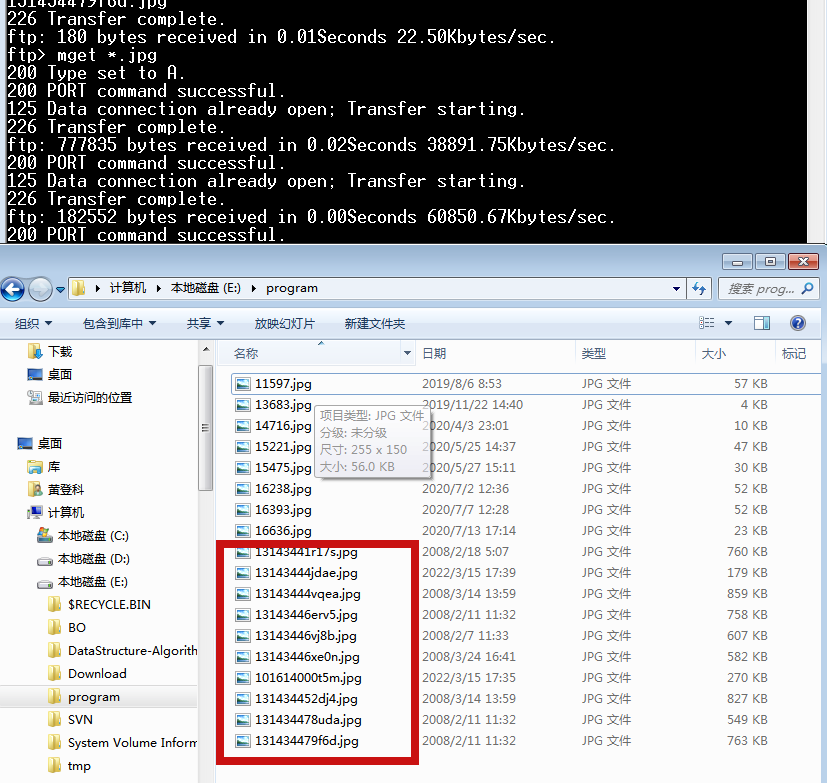 131434479f6d.jpg
226 Transfer complete.
ftp: 180 bytes received in 0.01Seconds 22.50Kbytes/sec.
ftp> mget *.jpg
200 Type set to A.
200 PORT command successful.
125 Data connection already open; Transfer starting.
226 Transfer complete.
ftp: 777835 bytes received in 0.02Seconds 38891.75Kbytes/sec.
200 PORT command successful.
125 Data connection already open; Transfer starting.
226 Transfer complete.
ftp: 182552 bytes received in 0.00Seconds 60850.67Kbytes/sec.
200 PORT command successful.
计算机 本地磁盘 (E:) program 搜索 prog...
组织 包含到库中 共享 放映幻灯片 新建文件夹
下载
桌面
最近访问的位置
桌面
库
黄登科
计算机
本地磁盘 (C:)
本地磁盘 (D:)
本地磁盘 (E:)
$RECYCLE.BIN
BO
DataStructure-Algorith
Download
program
SVN
System Volume Inform
tmp
名称 日期 类型 大小 标记
11597.jpg 2019/8/6 8:53 JPG 文件 57 KB
13683.jpg 2019/11/22 14:40 JPG 文件 4 KB
14716.jpg 2020/4/3 23:01 JPG 文件 10 KB
15221.jpg 2020/5/25 14:37 JPG 文件 47 KB
15475.jpg 2020/5/27 15:11 JPG 文件 30 KB
16238.jpg 2020/7/2 12:36 JPG 文件 52 KB
16393.jpg 2020/7/7 12:28 JPG 文件 52 KB
16636.jpg 2020/7/13 17:14 JPG 文件 23 KB
13143441r17s.jpg 2008/2/18 5:07 JPG 文件 760 KB
13143444jdae.jpg 2022/3/15 17:39 JPG 文件 179 KB
13143444vqea.jpg 2008/3/14 13:59 JPG 文件 859 KB
13143446erv5.jpg 2008/2/11 11:32 JPG 文件 758 KB
13143446vj8b.jpg 2008/2/7 11:33 JPG 文件 607 KB
13143446xe0n.jpg 2008/3/24 16:41 JPG 文件 582 KB
101614000t5m.jpg 2022/3/15 17:35 JPG 文件 270 KB
131434452dj4.jpg 2008/3/14 13:59 JPG 文件 827 KB
131434478uda.jpg 2008/2/11 11:32 JPG 文件 549 KB
131434479f6d.jpg 2008/2/11 11:32 JPG 文件 763 KB
项目类型: JPG 文件
分级: 未分级
尺寸: 255 x 150
大小: 56.0 KB